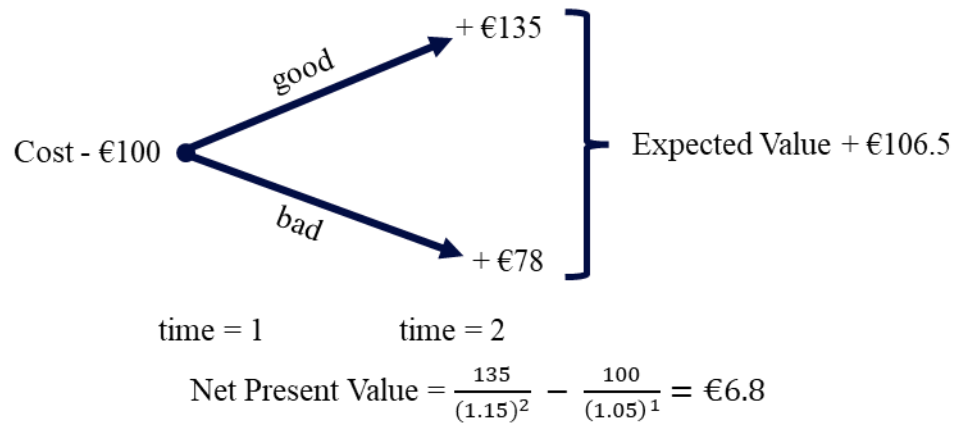 + €135
good
Cost - €100
Expected Value + €106.5
bad
+ €78
time = 1
time = 2
Net Present Value = 135/(1.15)² − 100/(1.05)¹ = €6.8